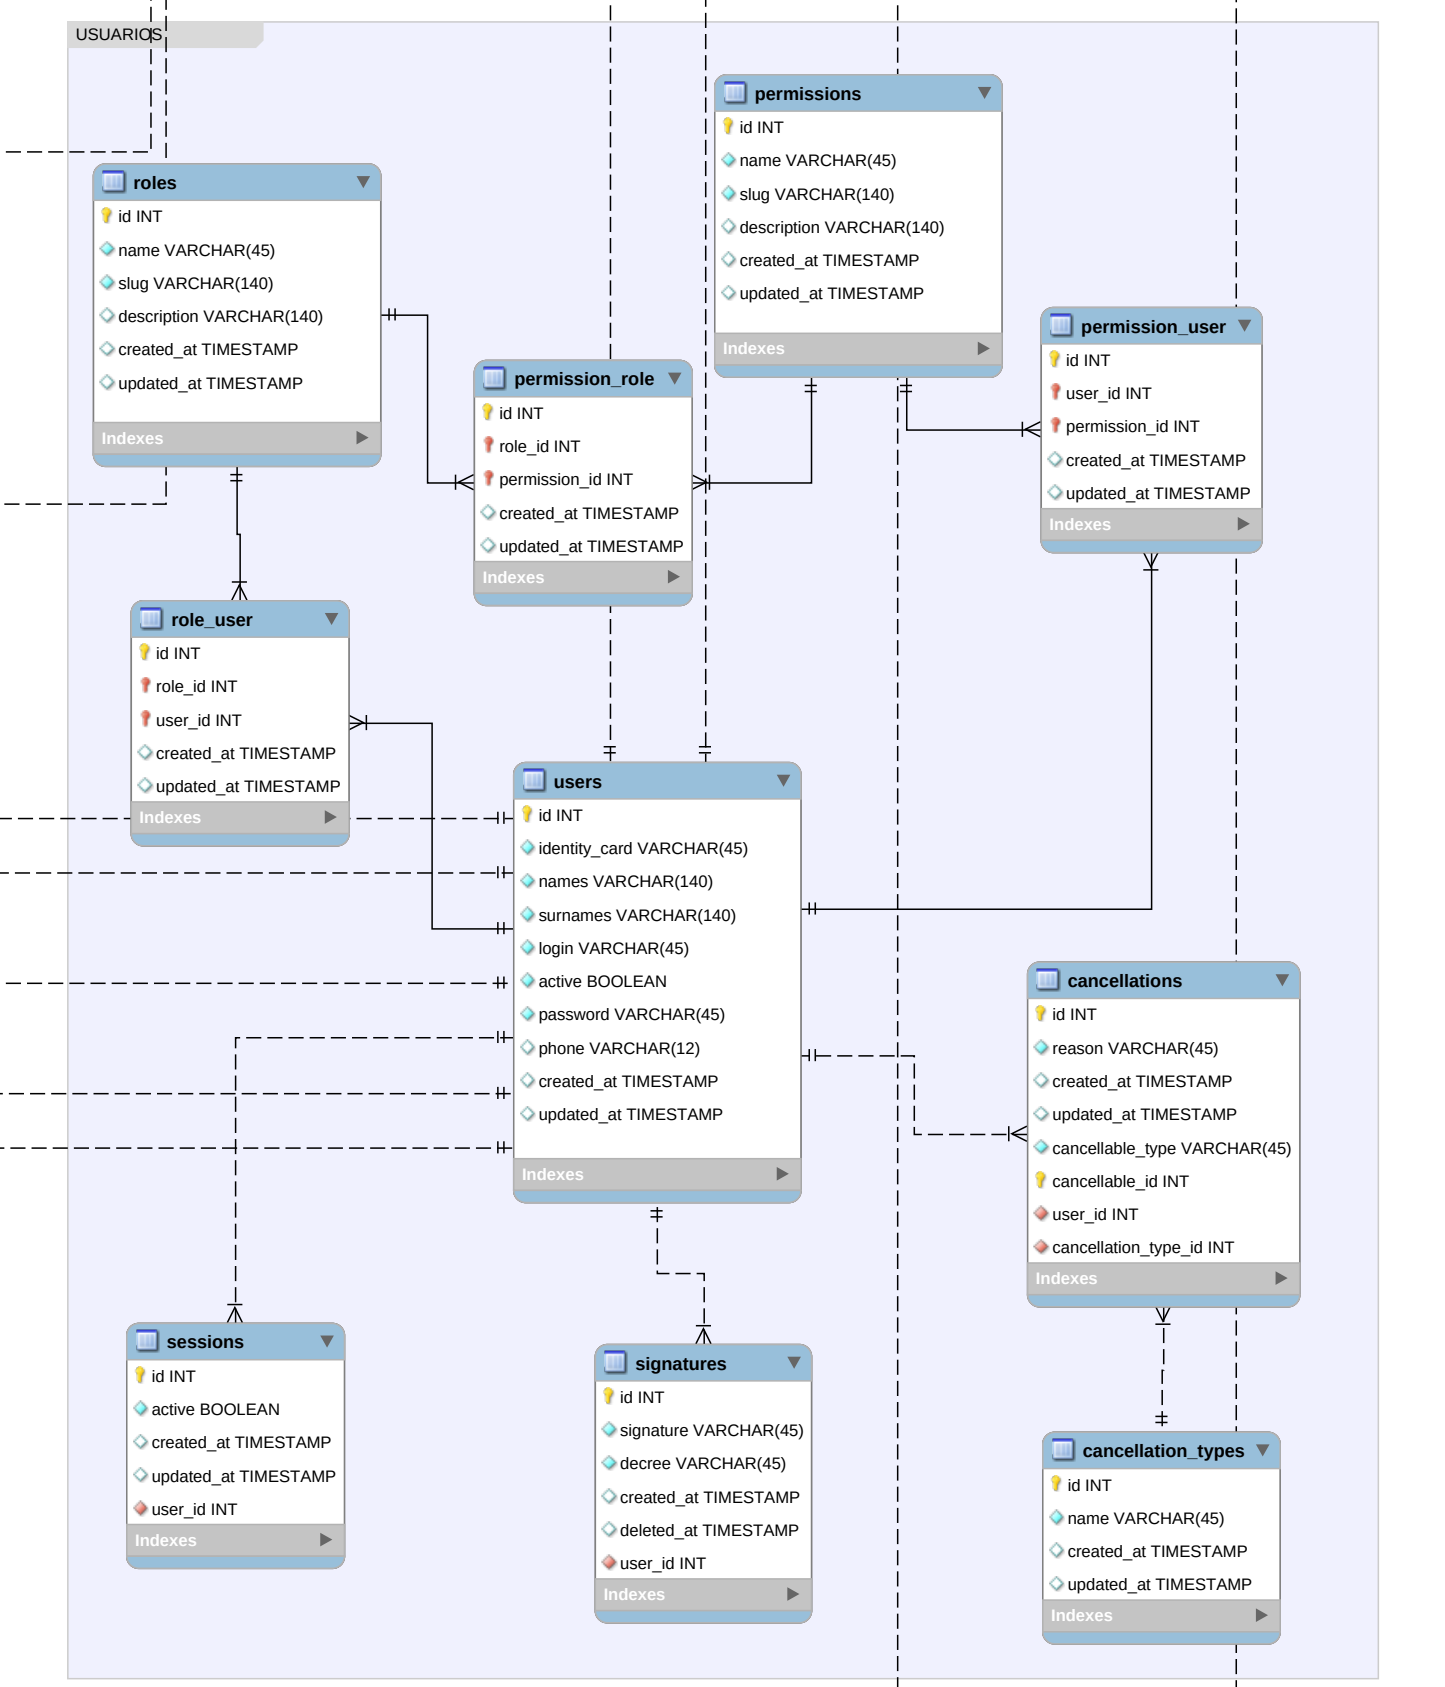 USUARIOS
permissions
id INT
name VARCHAR(45)
slug VARCHAR(140)
description VARCHAR(140)
created_at TIMESTAMP
updated_at TIMESTAMP
Indexes
roles
id INT
name VARCHAR(45)
slug VARCHAR(140)
description VARCHAR(140)
created_at TIMESTAMP
updated_at TIMESTAMP
Indexes
permission_user
id INT
user_id INT
permission_id INT
created_at TIMESTAMP
updated_at TIMESTAMP
Indexes
permission_role
id INT
role_id INT
permission_id INT
created_at TIMESTAMP
updated_at TIMESTAMP
Indexes
role_user
id INT
role_id INT
user_id INT
created_at TIMESTAMP
updated_at TIMESTAMP
Indexes
users
id INT
identity_card VARCHAR(45)
names VARCHAR(140)
surnames VARCHAR(140)
login VARCHAR(45)
active BOOLEAN
password VARCHAR(45)
phone VARCHAR(12)
created_at TIMESTAMP
updated_at TIMESTAMP
Indexes
cancellations
id INT
reason VARCHAR(45)
created_at TIMESTAMP
updated_at TIMESTAMP
cancellable_type VARCHAR(45)
cancellable_id INT
user_id INT
cancellation_type_id INT
Indexes
sessions
id INT
active BOOLEAN
created_at TIMESTAMP
updated_at TIMESTAMP
user_id INT
Indexes
signatures
id INT
signature VARCHAR(45)
decree VARCHAR(45)
created_at TIMESTAMP
deleted_at TIMESTAMP
user_id INT
Indexes
cancellation_types
id INT
name VARCHAR(45)
created_at TIMESTAMP
updated_at TIMESTAMP
Indexes